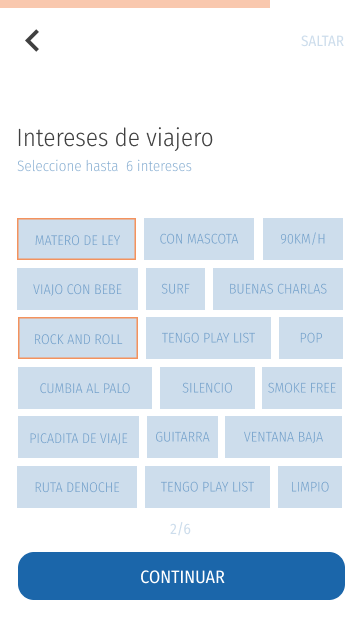 SALTAR
Intereses de viajero
Seleccione hasta 6 intereses
MATERO DE LEY CON MASCOTA 90KM/H
VIAJO CON BEBE SURF BUENAS CHARLAS
ROCK AND ROLL TENGO PLAY LIST POP
CUMBIA AL PALO SILENCIO SMOKE FREE
PICADITA DE VIAJE GUITARRA VENTANA BAJA
RUTA DENOCHE TENGO PLAY LIST LIMPIO
2/6
CONTINUAR